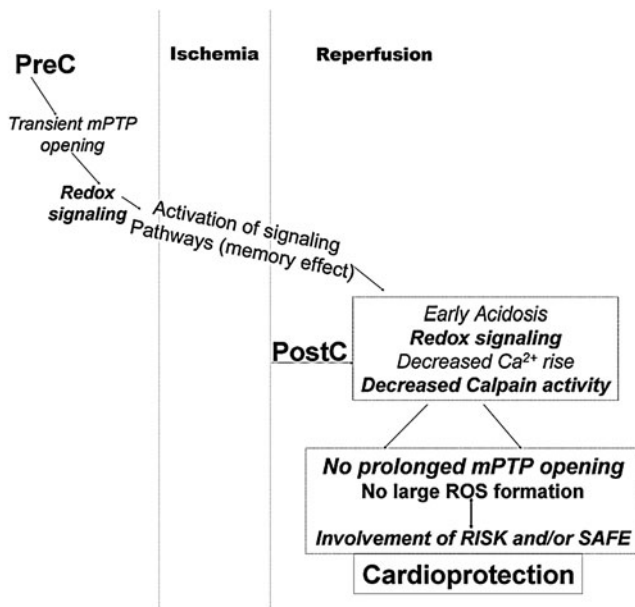 Ischemia
Reperfusion
PreC
Transient mPTP
opening
Redox
signaling
Activation of signaling
Pathways (memory effect)
Early Acidosis
Redox signaling
Decreased Ca²⁺ rise
Decreased Calpain activity
PostC
No prolonged mPTP opening
No large ROS formation
Involvement of RISK and/or SAFE
Cardioprotection